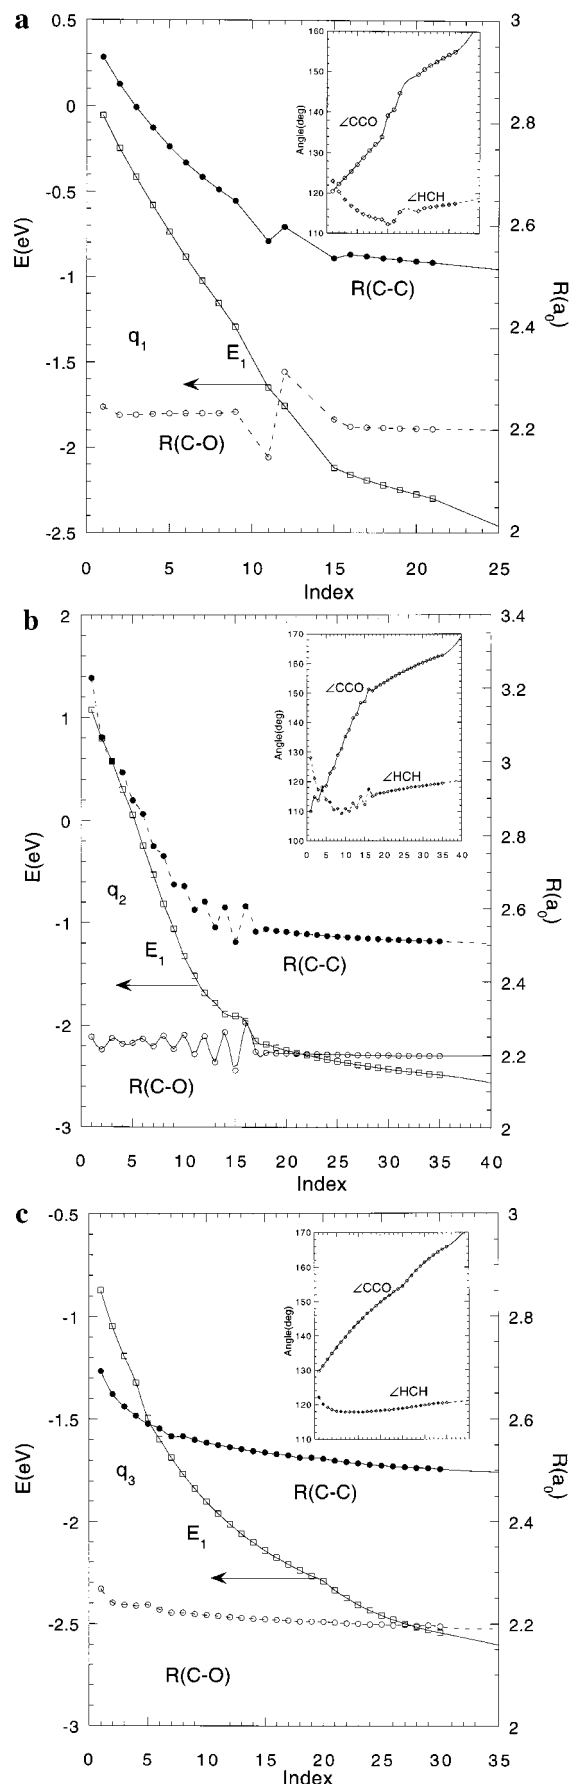 a
3
2.8
2.6
2.4
2.2
2
R(a0)
0.5
0
-0.5
-1
-1.5
-2
-2.5
E(eV)
160
150
140
130
120
110
Angle(deg)
∠CCO
∠HCH
R(C-C)
q1
E1
R(C-O)
0 5 10 15 20 25
Index
b
2
1
0
-1
-2
-3
E(eV)
3.4
3.2
3
2.8
2.6
2.4
2.2
2
R(a0)
170
160
150
140
130
120
110
100
Angle(deg)
∠CCO
∠HCH
0 5 10 15 20 25 30 35 40
q2
E1
R(C-C)
R(C-O)
0 5 10 15 20 25 30 35 40
Index
c
-0.5
-1
-1.5
-2
-2.5
-3
E(eV)
3
2.8
2.6
2.4
2.2
2
R(a0)
170
160
150
140
130
120
110
Angle(deg)
∠CCO
∠HCH
q3
R(C-C)
E1
R(C-O)
0 5 10 15 20 25 30 35
Index